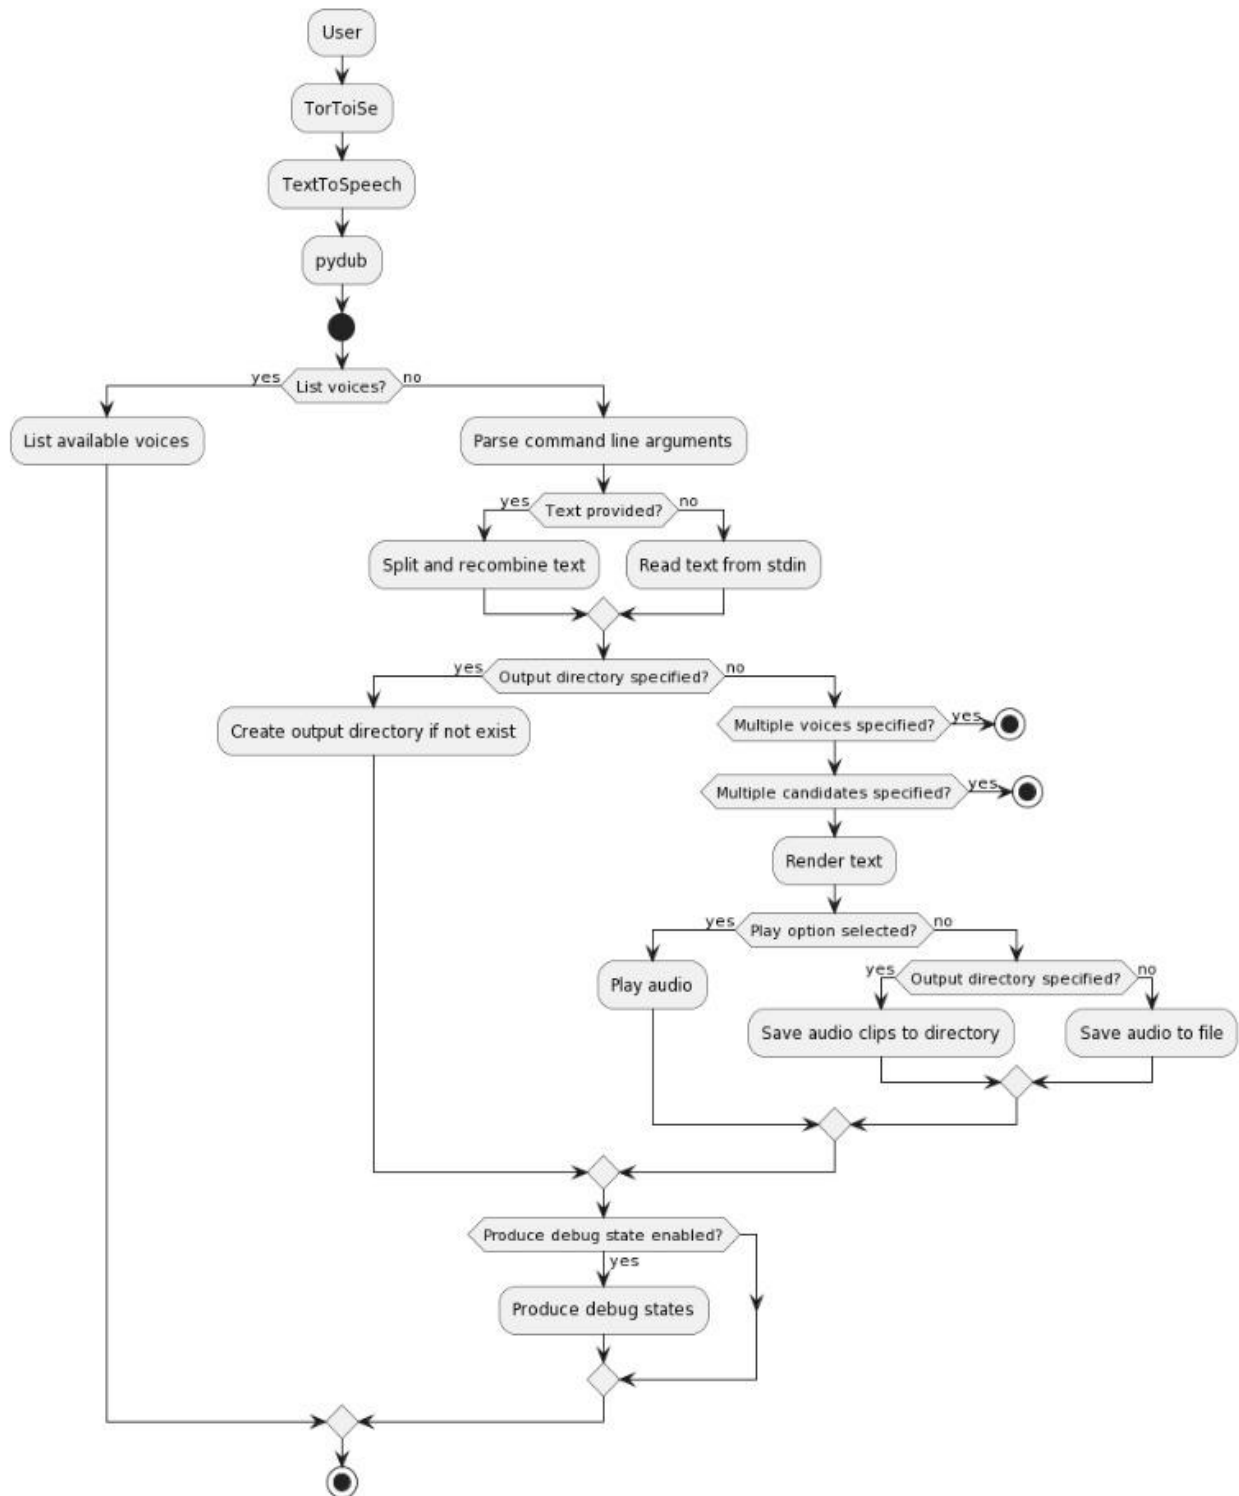 User
TorToiSe
TextToSpeech
pydub
yes
List voices?
no
List available voices
Parse command line arguments
yes
Text provided?
no
Split and recombine text
Read text from stdin
yes
Output directory specified?
no
Create output directory if not exist
Multiple voices specified?
yes
Multiple candidates specified?
yes
Render text
yes
Play option selected?
no
Play audio
yes
Output directory specified?
no
Save audio clips to directory
Save audio to file
Produce debug state enabled?
yes
Produce debug states